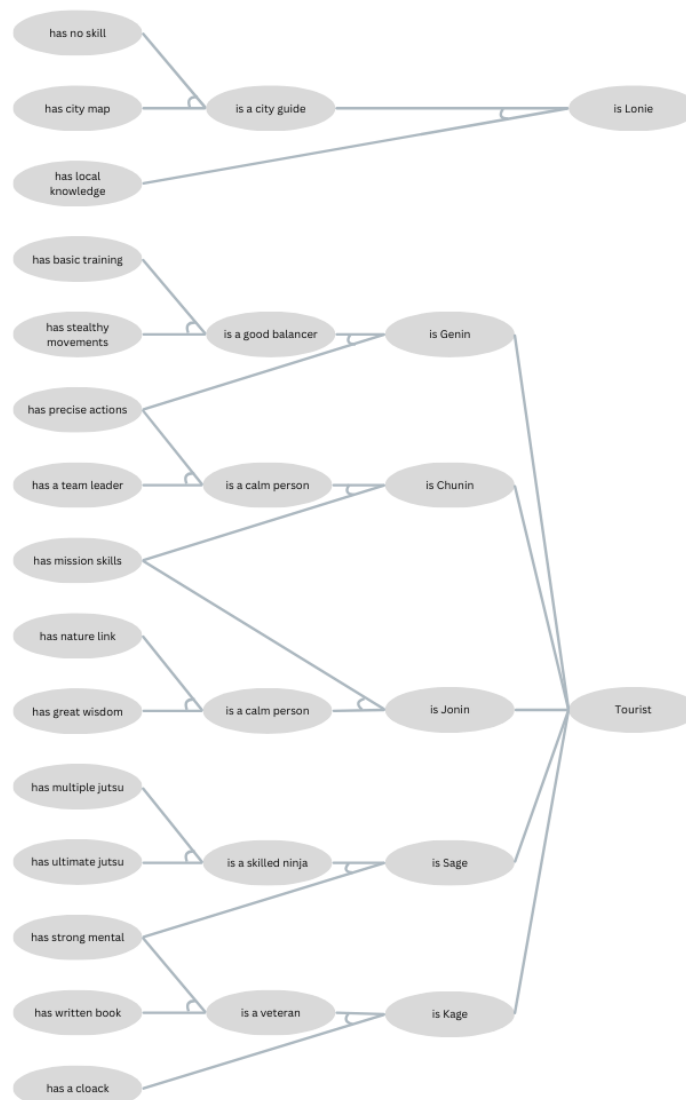 has no skill
has city map
is a city guide
is Lonie
has local
knowledge
has basic training
has stealthy
movements
is a good balancer
is Genin
has precise actions
has a team leader
is a calm person
is Chunin
has mission skills
has nature link
has great wisdom
is a calm person
is Jonin
Tourist
has multiple jutsu
has ultimate jutsu
is a skilled ninja
is Sage
has strong mental
has written book
is a veteran
is Kage
has a cloack